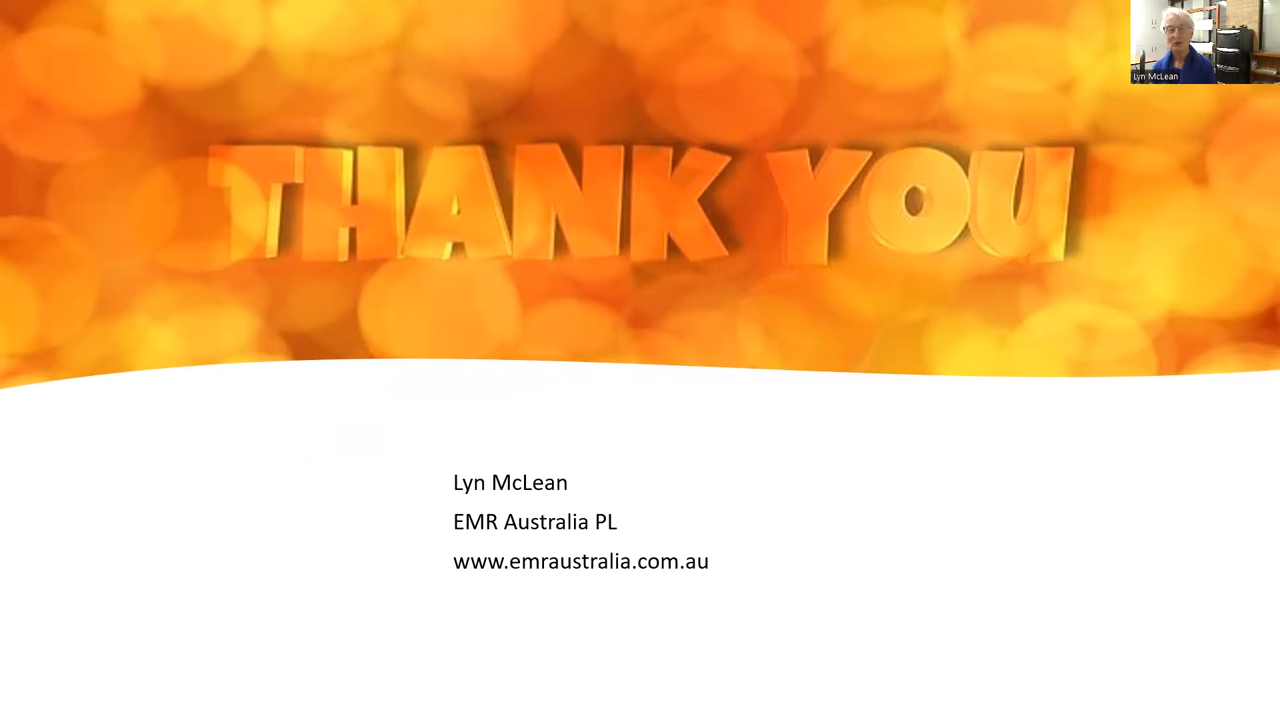 Lyn McLean
THANK YOU
Lyn McLean
EMR Australia PL
www.emraustralia.com.au